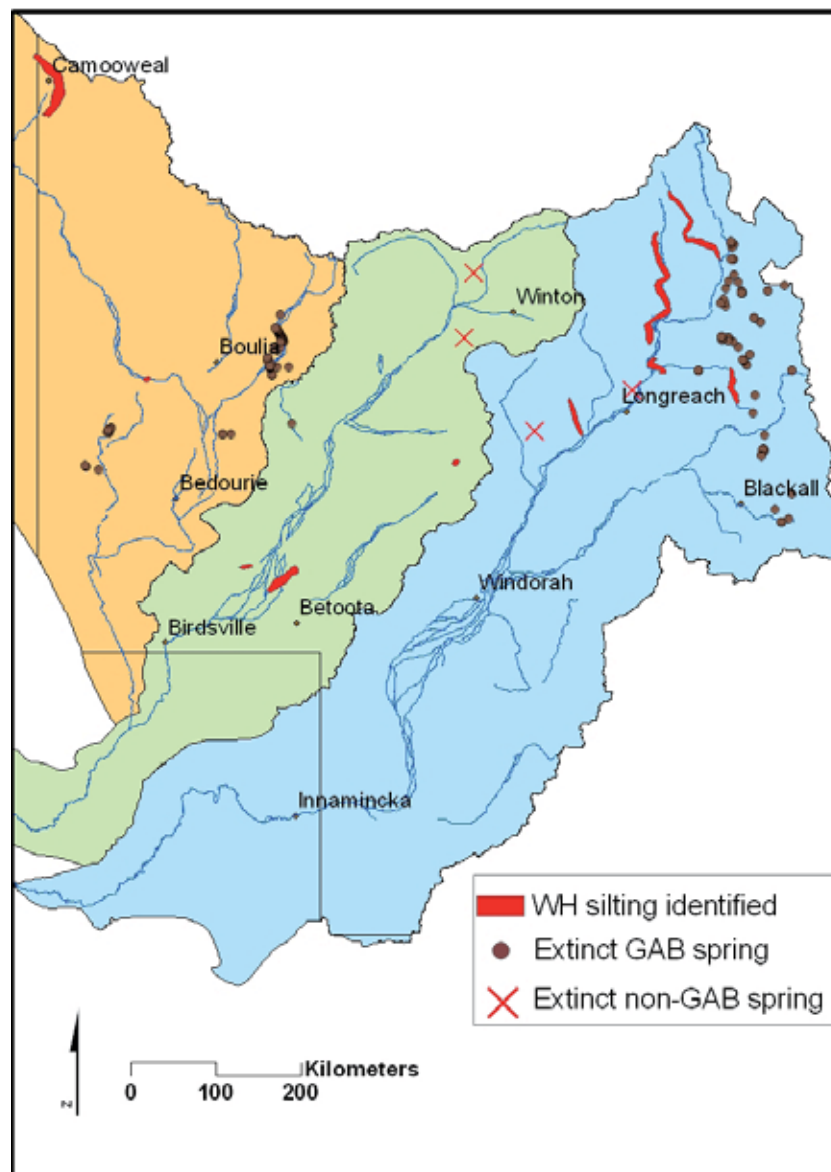 Camooweal
Winton
Boulia
Longreach
Bedourie
Blackall
Windorah
Betoota
Birdsville
Innamincka
WH silting identified
Extinct GAB spring
Extinct non-GAB spring
Kilometers
0 100 200
z